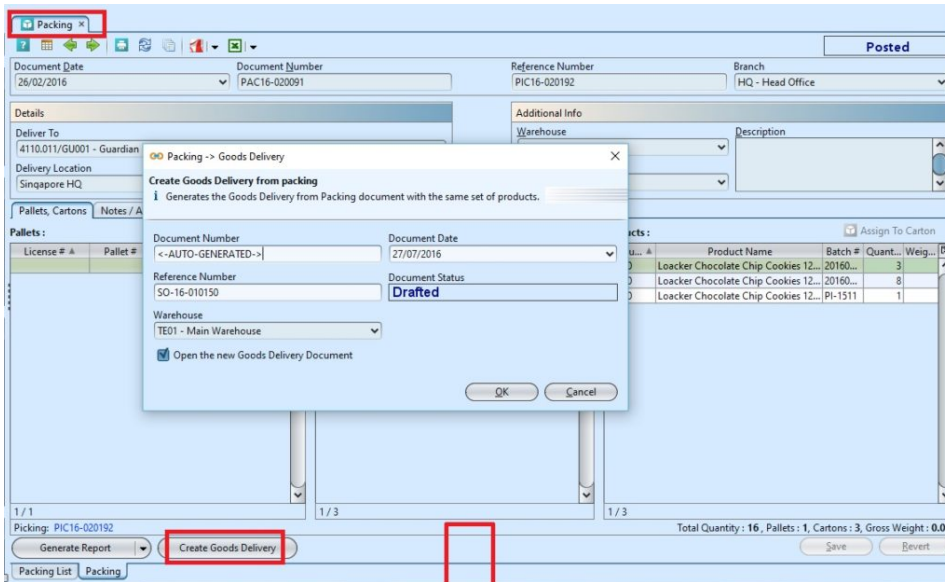 Packing ×
Posted
Document Date
Document Number
Reference Number
Branch
26/02/2016
PAC16-020091
PIC16-020192
HQ - Head Office
Details
Additional Info
Deliver To
Warehouse
Description
4110.011/GU001 - Guardian
Delivery Location
Singapore HQ
Pallets, Cartons
Notes / A
Pallets :
ucts :
Assign To Carton
License #
Pallet #
u...
Product Name
Batch #
Quant...
Weig...
Loacker Chocolate Chip Cookies 12... 20160... 3
Loacker Chocolate Chip Cookies 12... 20160... 8
Loacker Chocolate Chip Cookies 12... PI-1511 1
Packing -> Goods Delivery
Create Goods Delivery from packing
Generates the Goods Delivery from Packing document with the same set of products.
Document Number
Document Date
<-AUTO-GENERATED->
27/07/2016
Reference Number
Document Status
SO-16-010150
Drafted
Warehouse
TE01 - Main Warehouse
Open the new Goods Delivery Document
OK
Cancel
1 / 1
1 / 3
1 / 3
Picking: PIC16-020192
Total Quantity : 16 , Pallets : 1, Cartons : 3, Gross Weight : 0.0
Generate Report
Create Goods Delivery
Save
Revert
Packing List
Packing